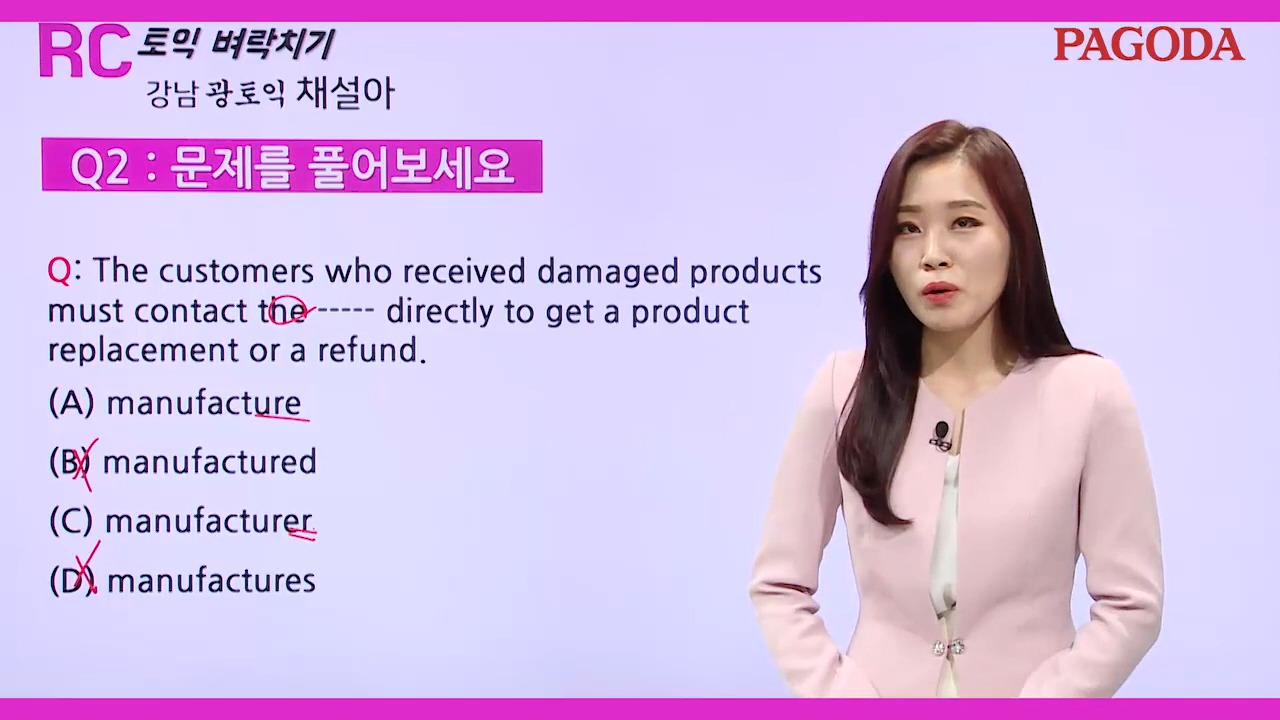 RC 토익 벼락치기
강남 광토익 채설아
PAGODA
Q2 : 문제를 풀어보세요
Q: The customers who received damaged products
must contact the ----- directly to get a product
replacement or a refund.
(A) manufacture
(B) manufactured
(C) manufacturer
(D) manufactures